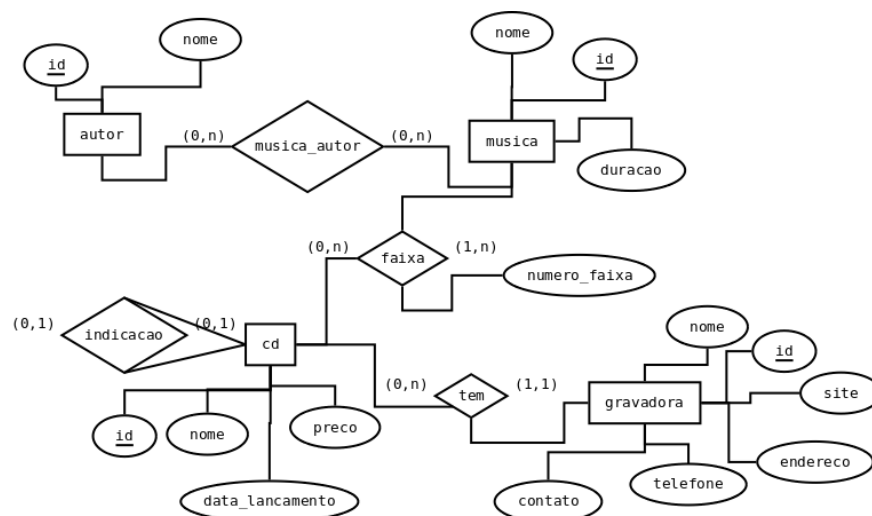 nome
id
autor
(0,n)
musica_autor
(0,n)
nome
id
musica
duracao
(0,n)
faixa
(1,n)
numero_faixa
(0,1)
indicacao
(0,1)
cd
id
nome
preco
data_lancamento
(0,n)
tem
(1,1)
nome
id
gravadora
site
endereco
telefone
contato